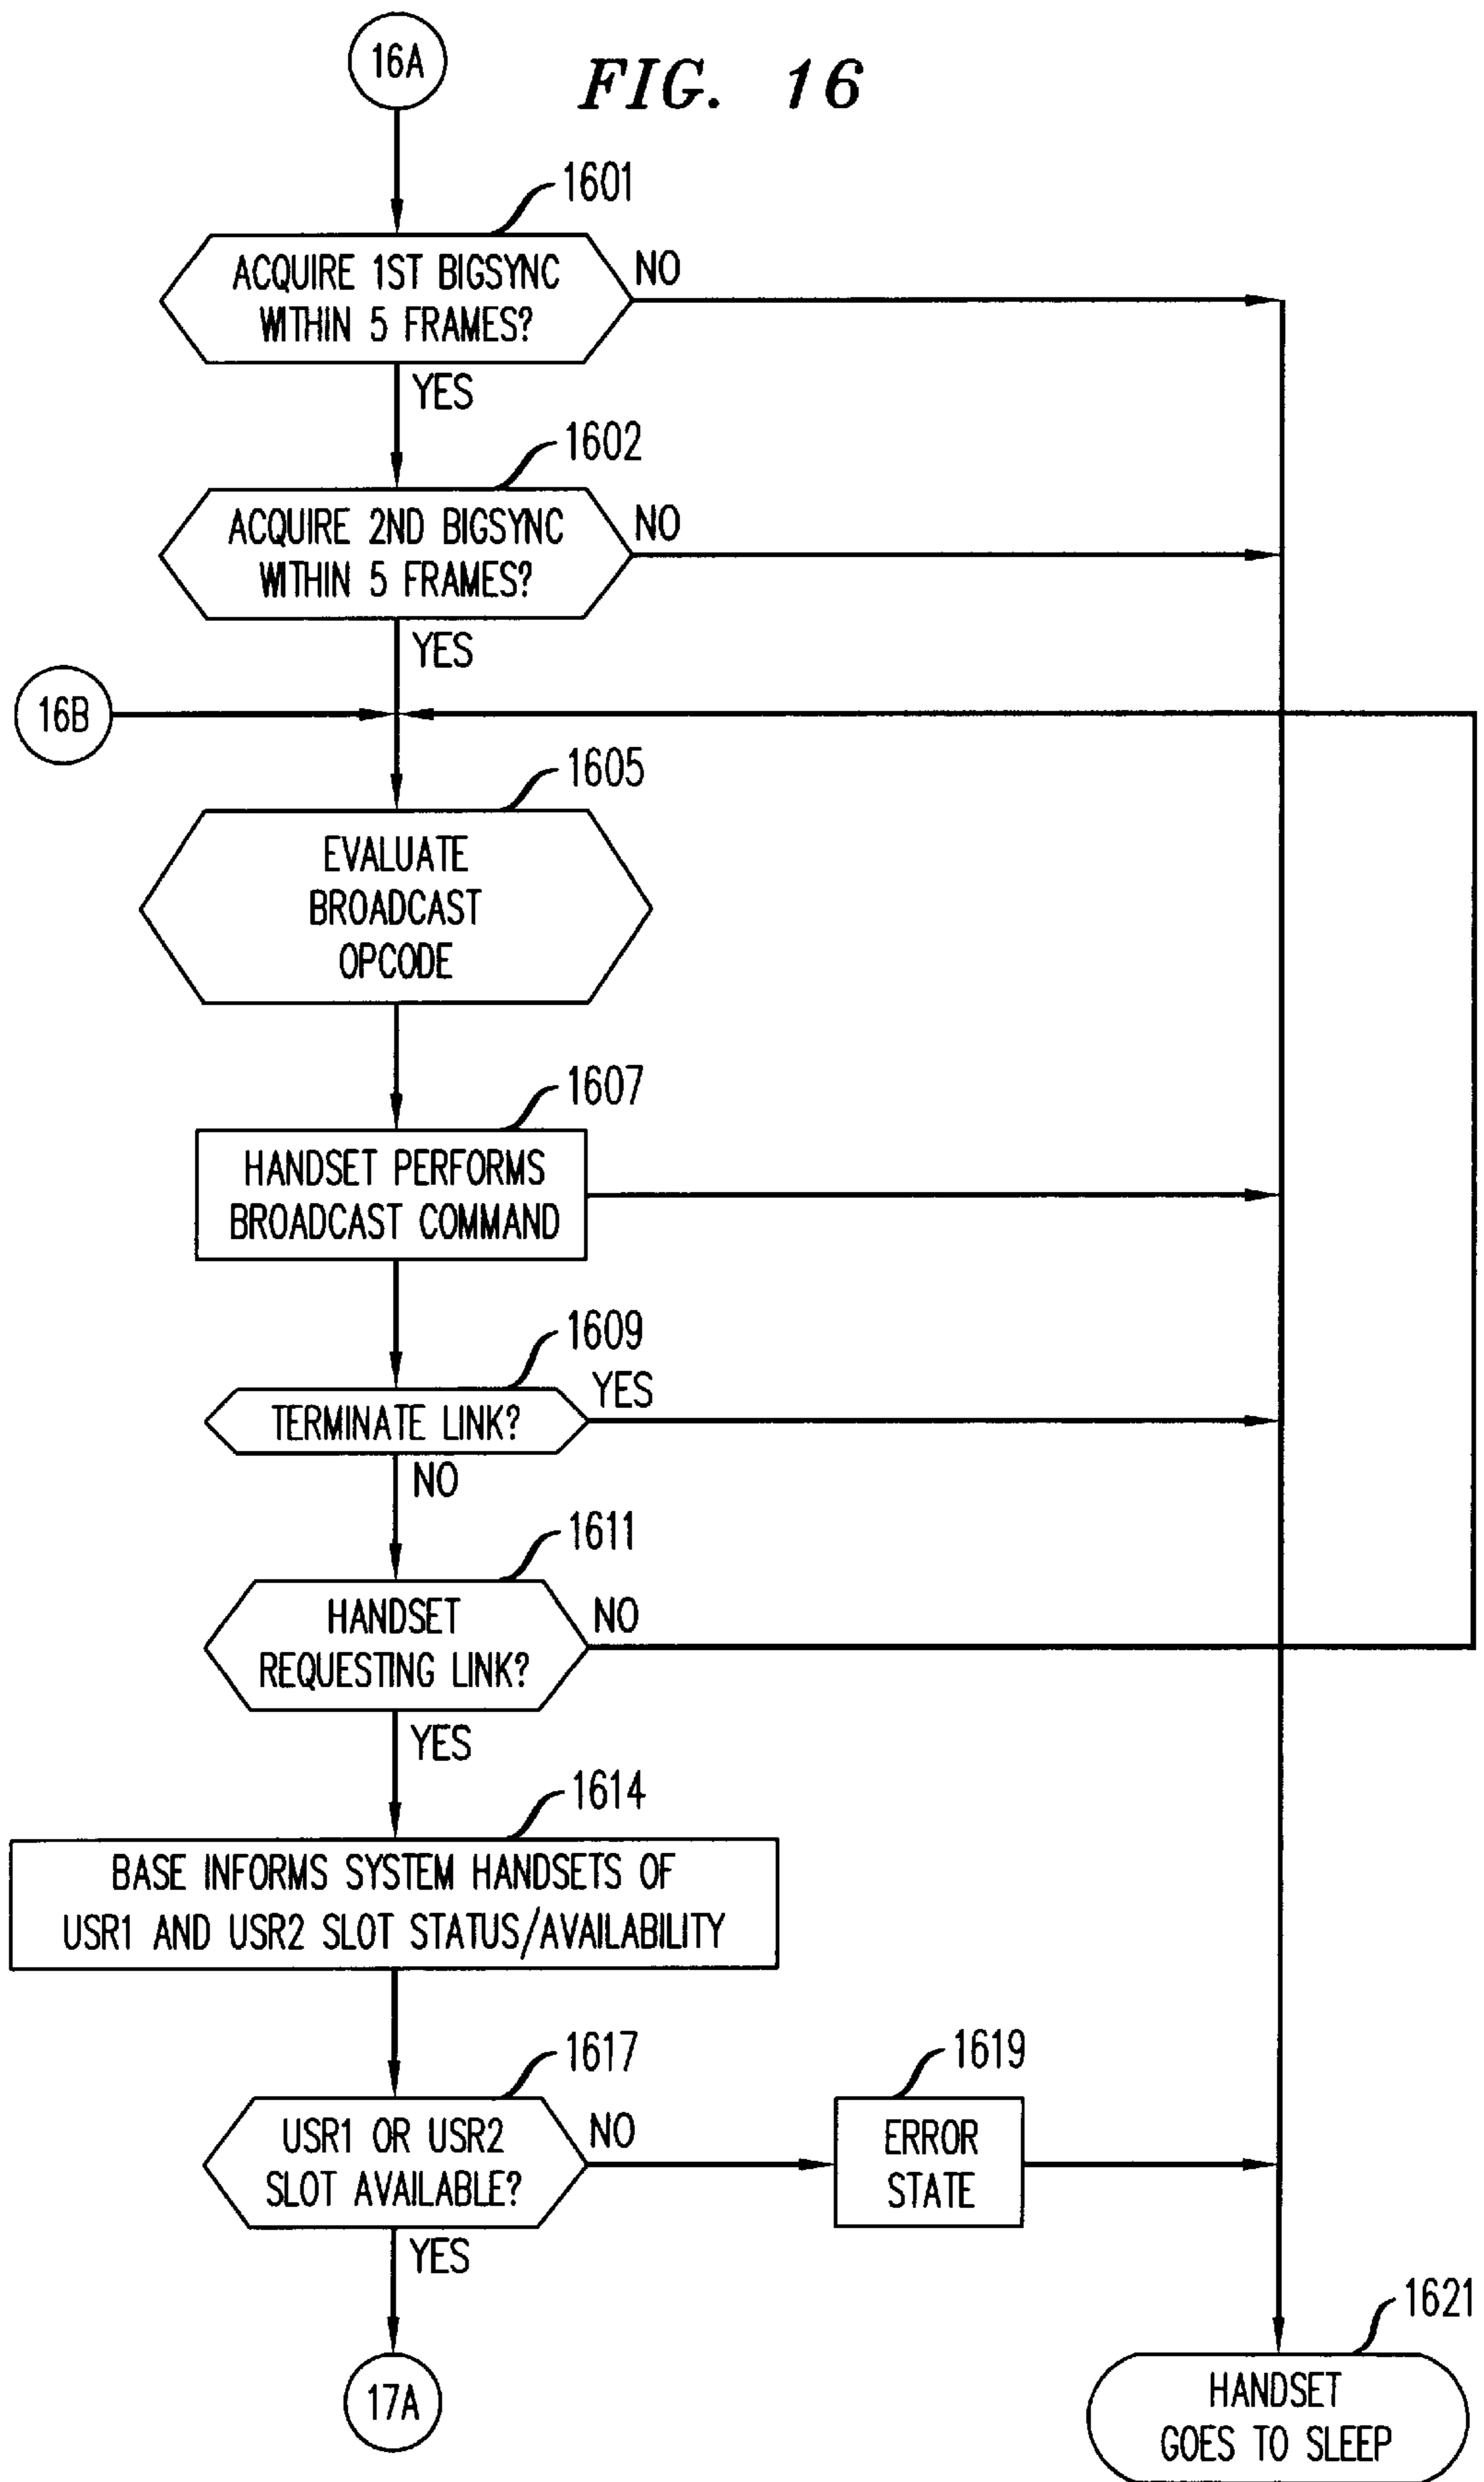 16A
FIG. 16
1601
ACQUIRE 1ST BIGSYNC
WITHIN 5 FRAMES?
NO
YES
1602
ACQUIRE 2ND BIGSYNC
WITHIN 5 FRAMES?
NO
YES
16B
1605
EVALUATE
BROADCAST
OPCODE
1607
HANDSET PERFORMS
BROADCAST COMMAND
1609
TERMINATE LINK?
YES
NO
1611
HANDSET
REQUESTING LINK?
NO
YES
1614
BASE INFORMS SYSTEM HANDSETS OF
USR1 AND USR2 SLOT STATUS/AVAILABILITY
1617
USR1 OR USR2
SLOT AVAILABLE?
NO
1619
ERROR
STATE
YES
17A
1621
HANDSET
GOES TO SLEEP